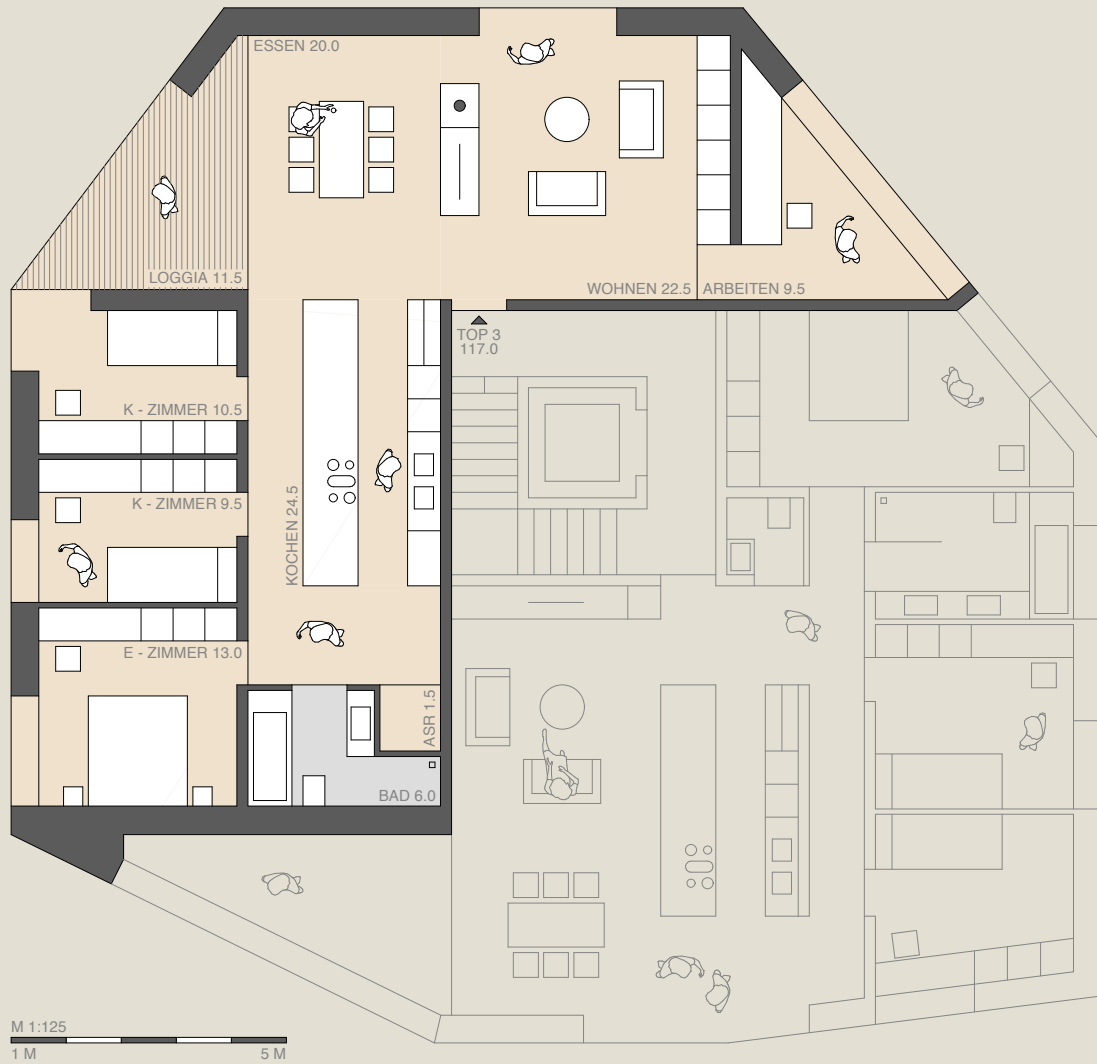 ESSEN 20.0
LOGGIA 11.5
WOHNEN 22.5
ARBEITEN 9.5
TOP 3
117.0
K - ZIMMER 10.5
K - ZIMMER 9.5
KOCHEN 24.5
E - ZIMMER 13.0
ASR 1.5
BAD 6.0
M 1:125
1 M
5 M